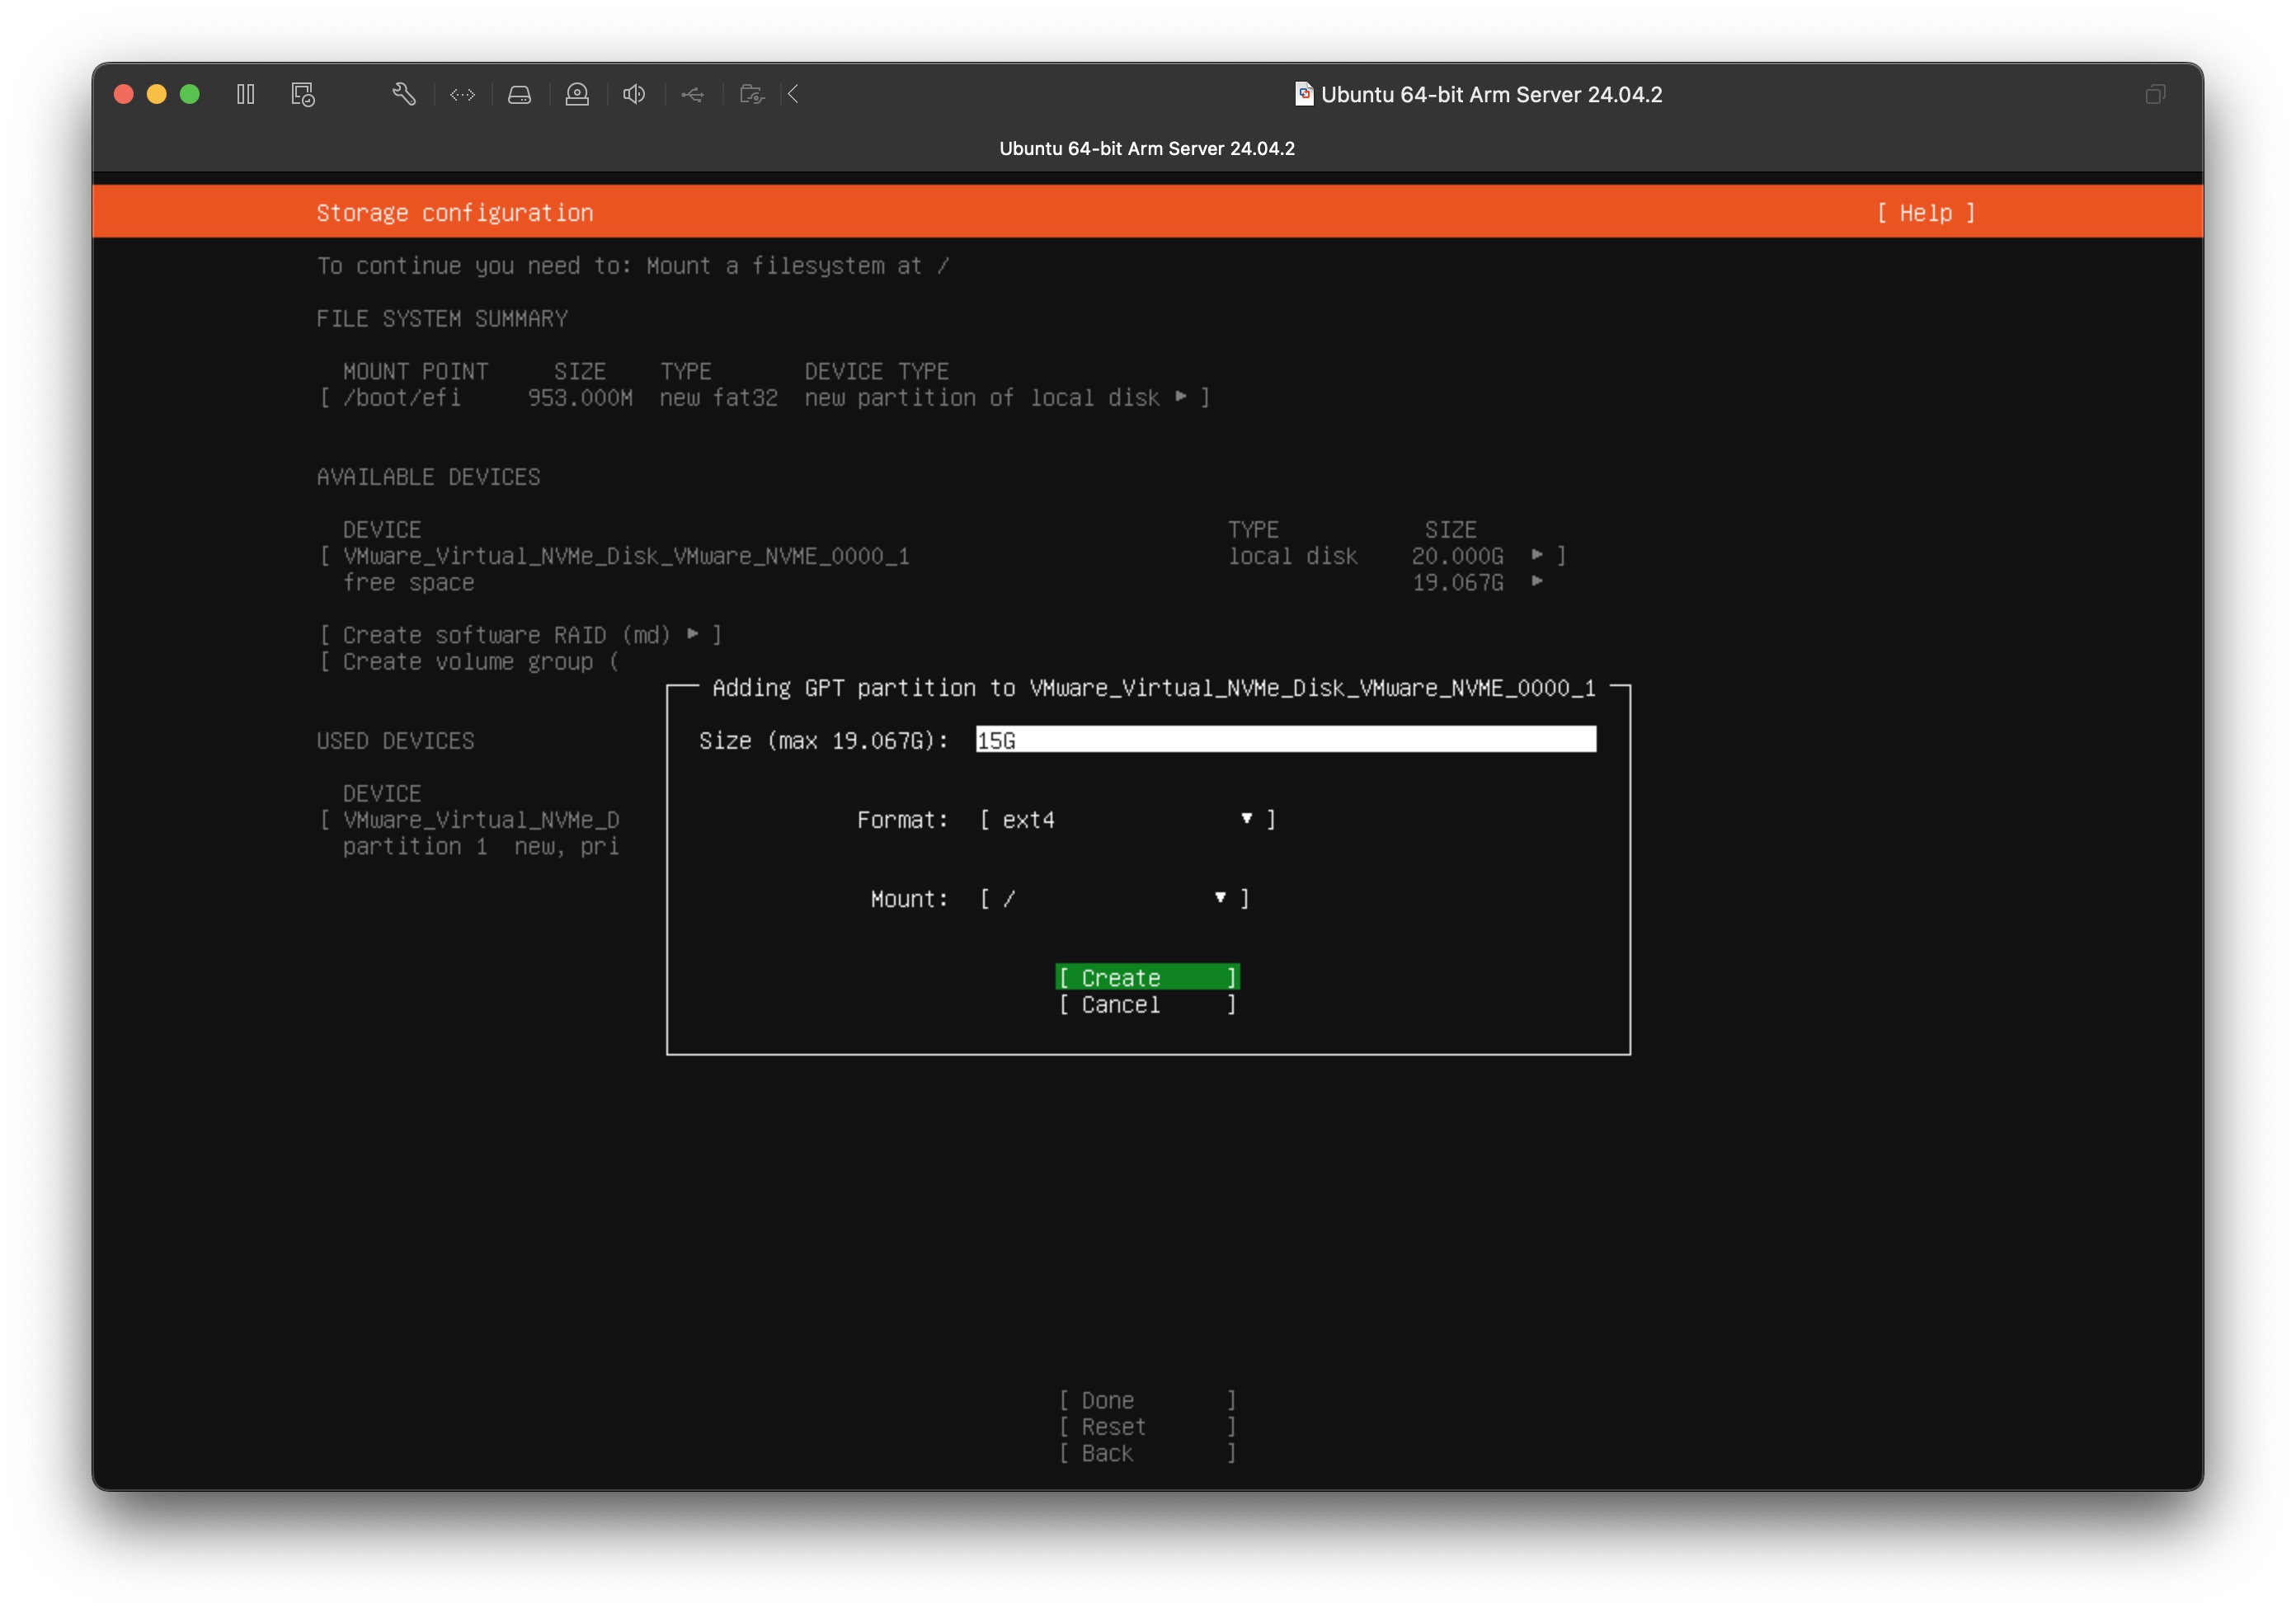 Ubuntu 64-bit Arm Server 24.04.2
Ubuntu 64-bit Arm Server 24.04.2
Storage configuration [ Help ]
To continue you need to: Mount a filesystem at /
FILE SYSTEM SUMMARY
MOUNT POINT SIZE TYPE DEVICE TYPE
[ /boot/efi 953.000M new fat32 new partition of local disk ▸ ]
AVAILABLE DEVICES
DEVICE TYPE SIZE
[ VMware_Virtual_NVMe_Disk_VMware_NVME_0000_1 local disk 20.000G ▸ ]
free space 19.067G ▸
[ Create software RAID (md) ▸ ]
[ Create volume group (
Adding GPT partition to VMware_Virtual_NVMe_Disk_VMware_NVME_0000_1
Size (max 19.067G): 15G
USED DEVICES
DEVICE
[ VMware_Virtual_NVMe_D
partition 1 new, pri
Format: [ ext4 ▾ ]
Mount: [ / ▾ ]
[ Create ]
[ Cancel ]
[ Done ]
[ Reset ]
[ Back ]